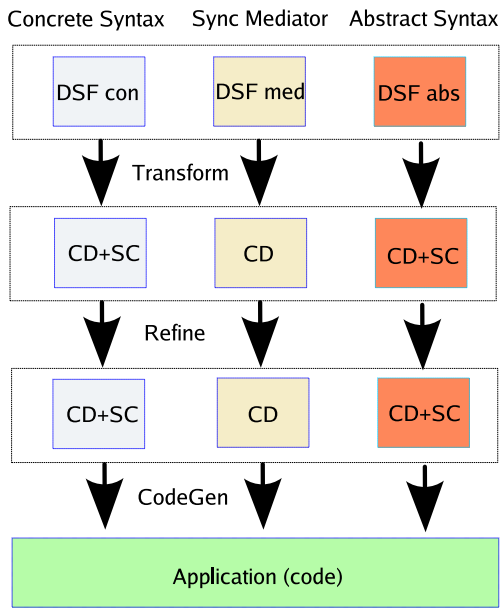 Concrete Syntax Sync Mediator Abstract Syntax
DSF con DSF med DSF abs
Transform
CD+SC CD CD+SC
Refine
CD+SC CD CD+SC
CodeGen
Application (code)